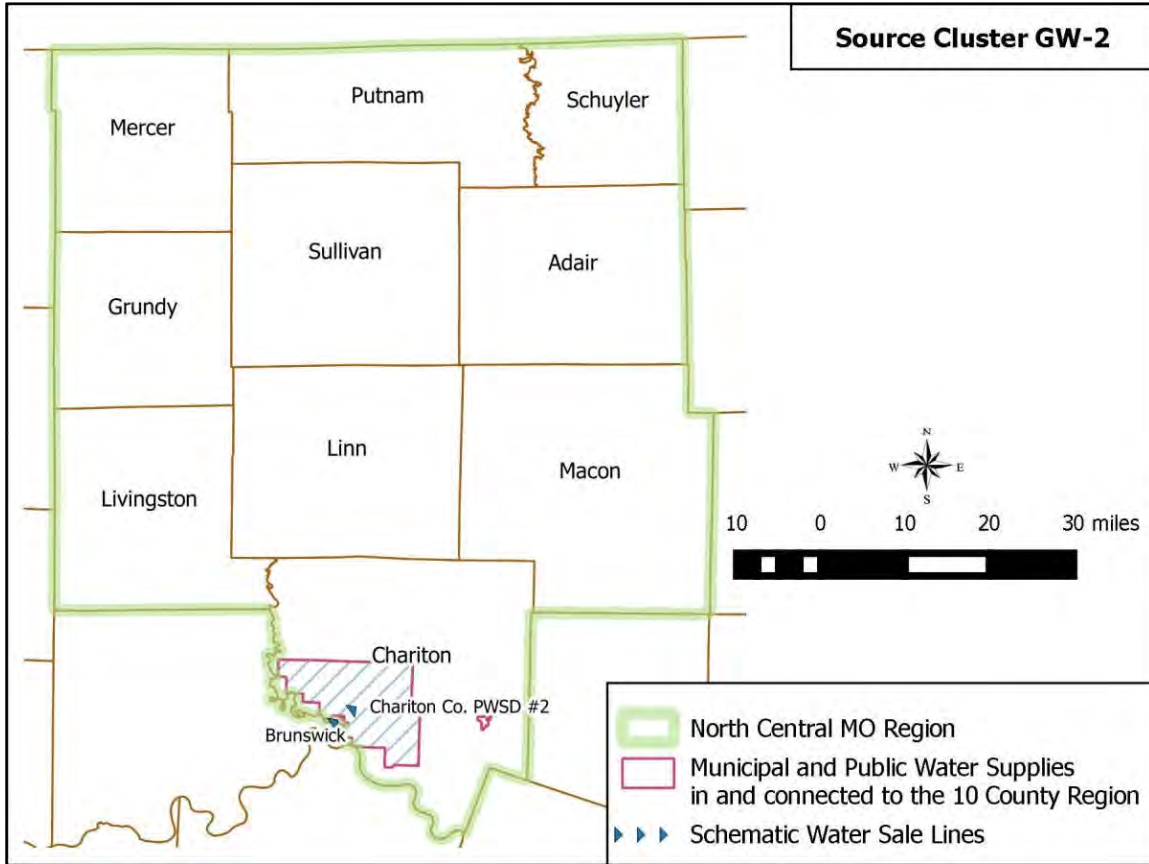 Source Cluster GW-2
Putnam
Schuyler
Mercer
Sullivan
Adair
Grundy
Linn
Macon
Livingston
N
W E
S
10 0 10 20 30 miles
Chariton
Chariton Co. PWSD #2
Brunswick
North Central MO Region
Municipal and Public Water Supplies
in and connected to the 10 County Region
Schematic Water Sale Lines